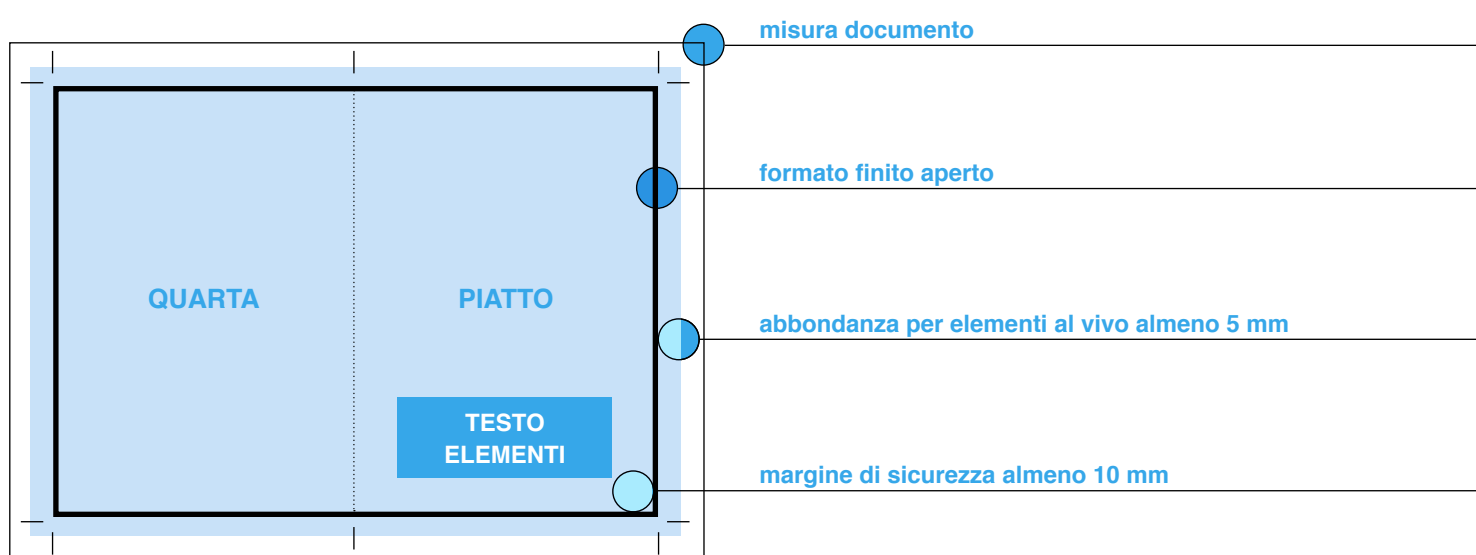 misura documento
formato finito aperto
QUARTA
PIATTO
abbondanza per elementi al vivo almeno 5 mm
TESTO
ELEMENTI
margine di sicurezza almeno 10 mm